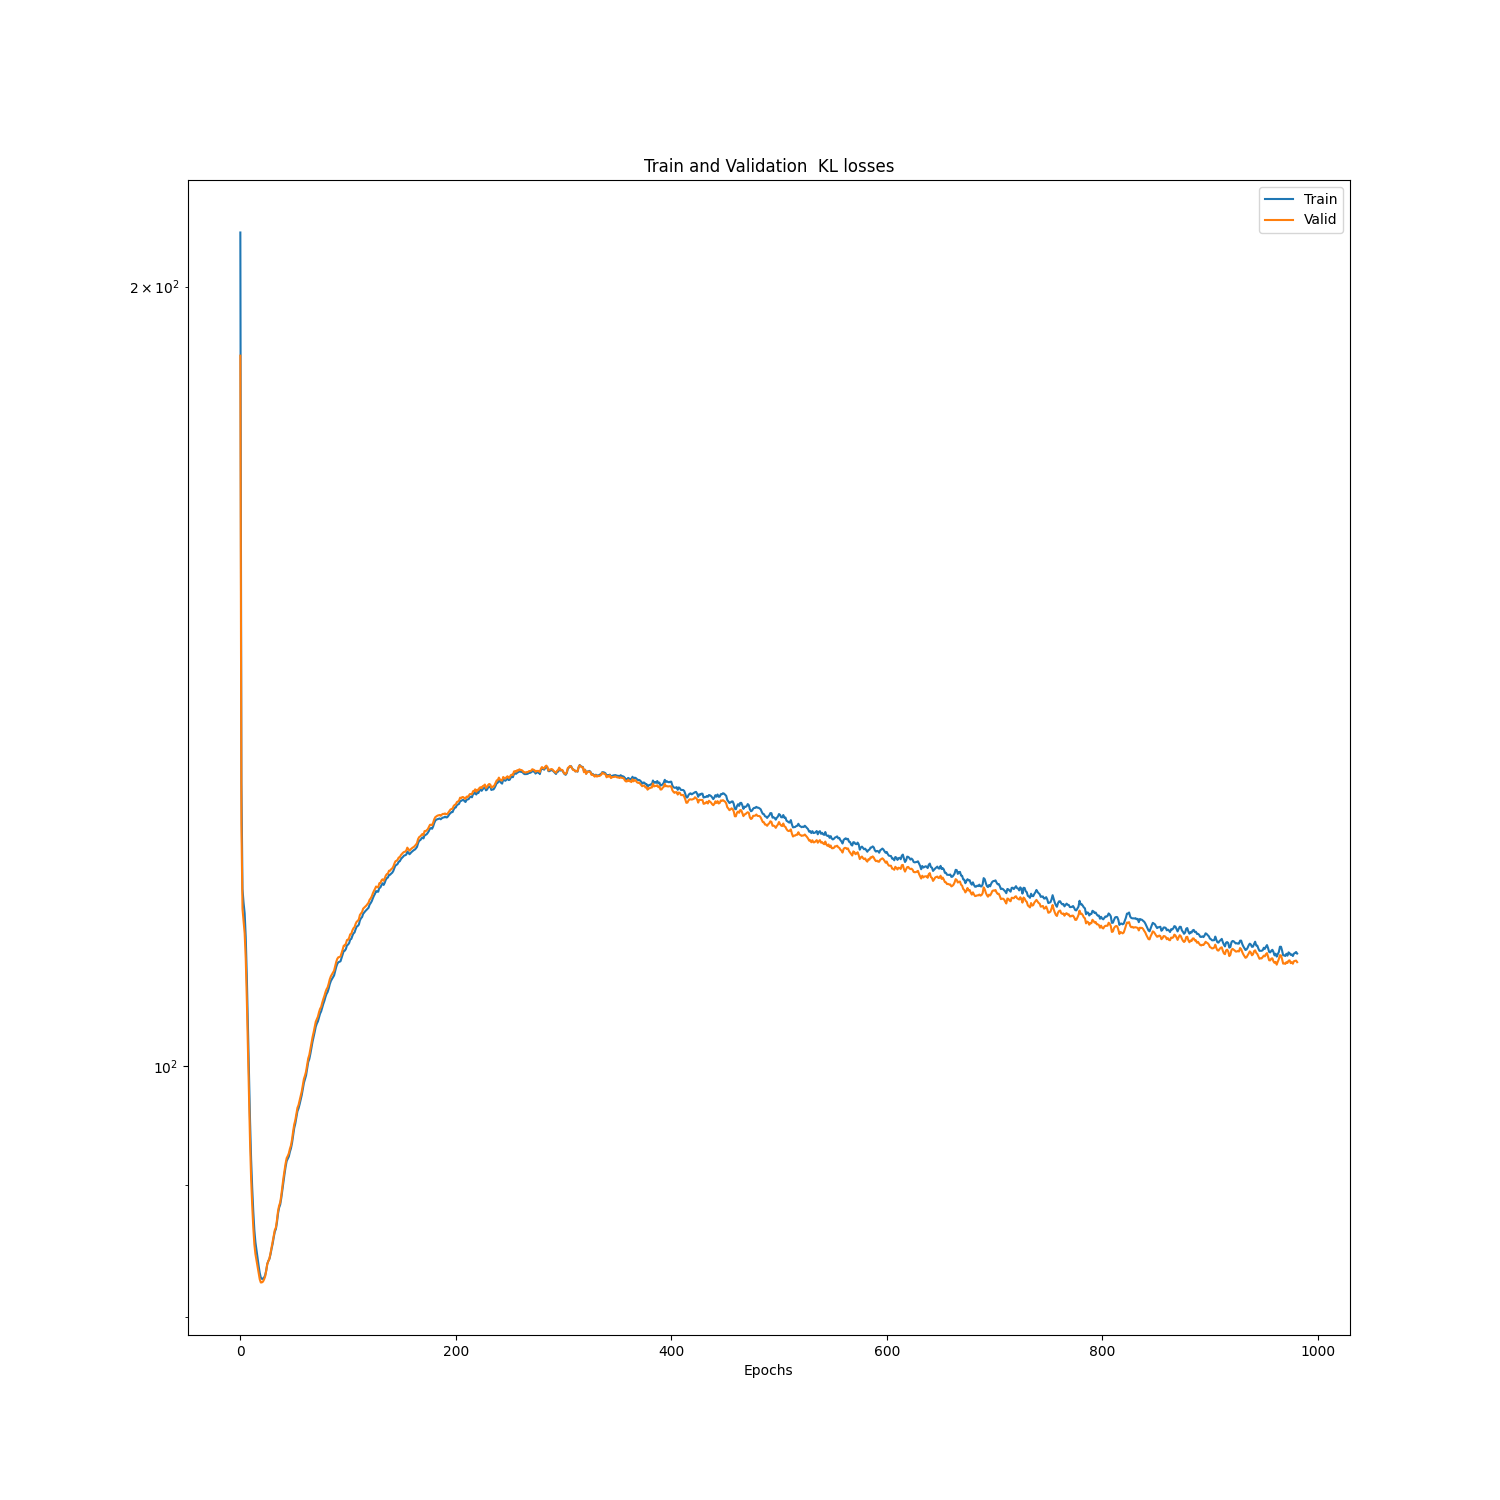 Train and Validation  KL losses
Train
Valid
2 × 10²
10²
0 200 400 600 800 1000
Epochs